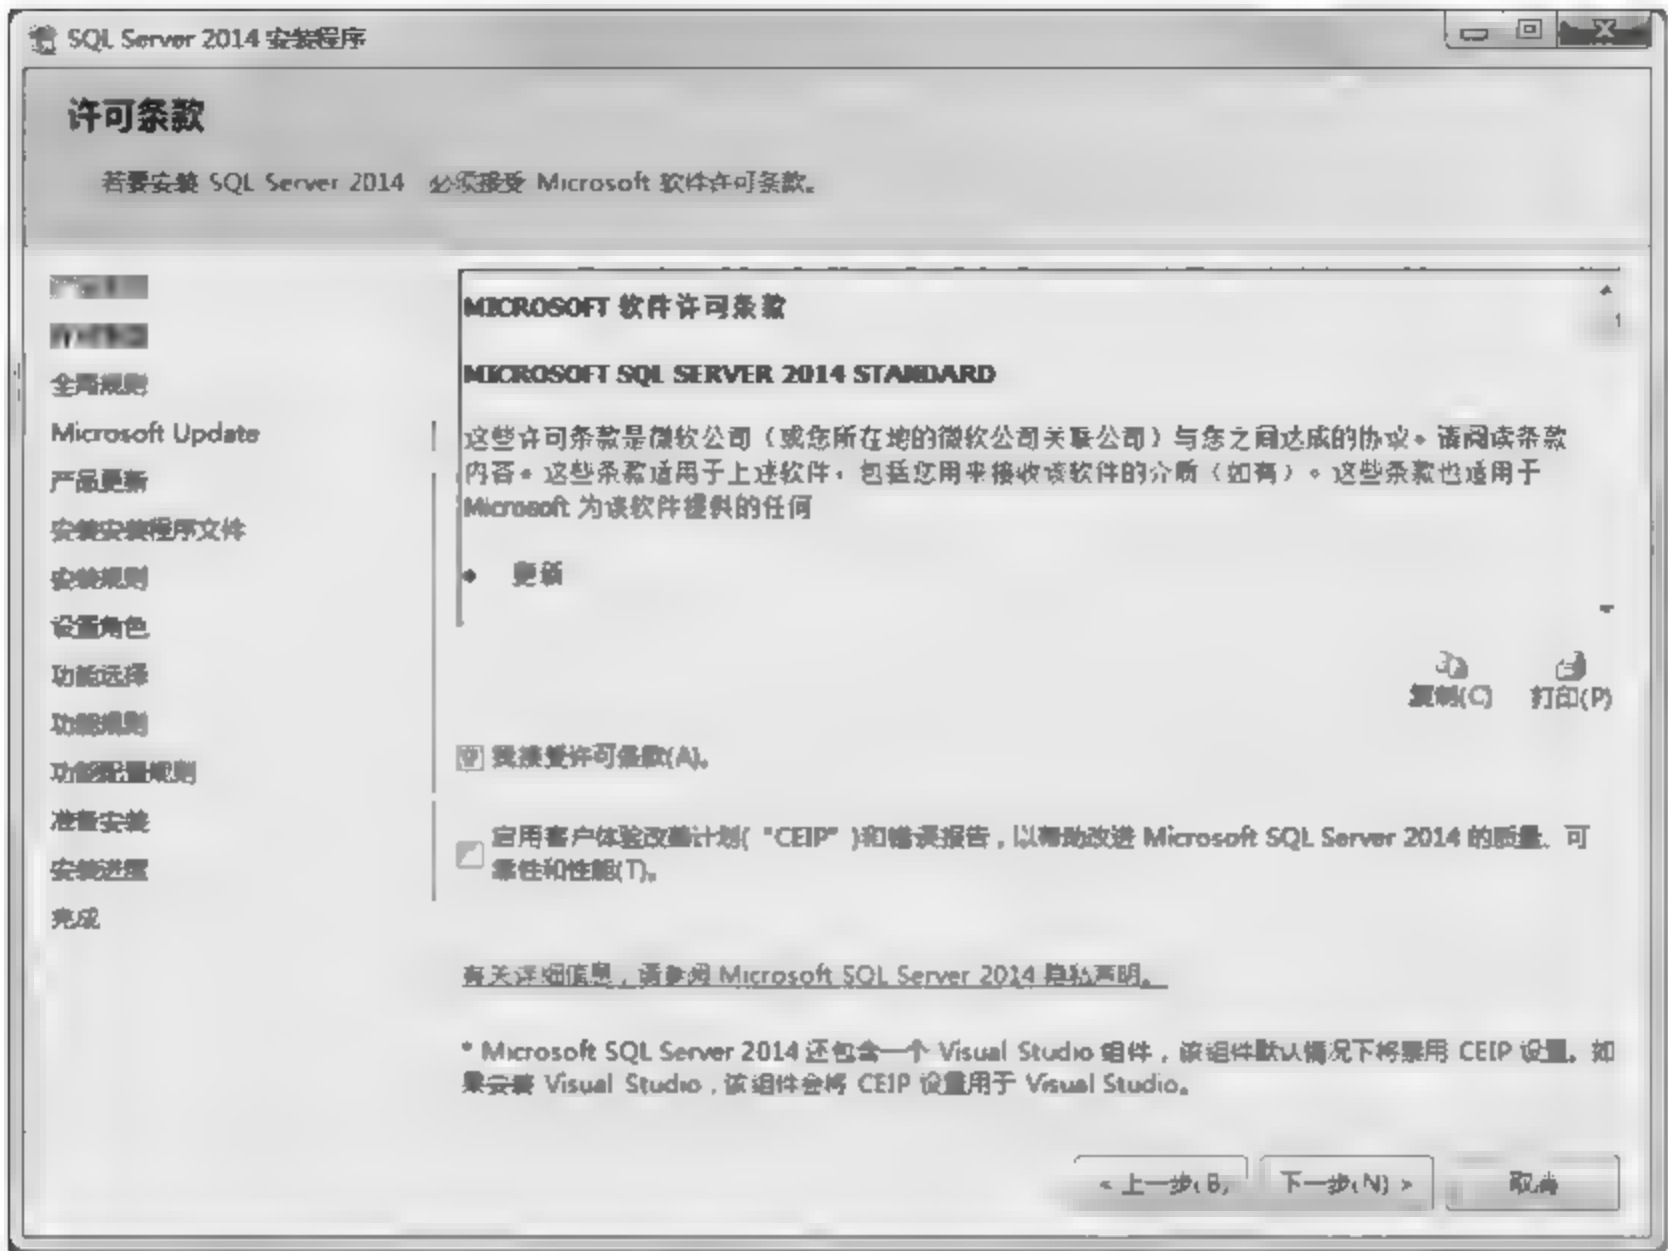 SQL Server 2014 安装程序
许可条款
若要安装 SQL Server 2014 必须接受 Microsoft 软件许可条款。
全局规则
Microsoft Update
产品更新
安装安装程序文件
安装规则
设置角色
功能选择
功能规则
功能配置规则
准备安装
安装进度
完成
MICROSOFT 软件许可条款
MICROSOFT SQL SERVER 2014 STANDARD
这些许可条款是微软公司（或您所在地的微软公司关联公司）与您之间达成的协议。请阅读条款
内容。这些条款适用于上述软件，包括您用来接收该软件的介质（如有）。这些条款也适用于
Microsoft 为该软件提供的任何
◆ 更新
复制(C) 打印(P)
我接受许可条款(A)。
启用客户体验改善计划( "CEIP" )和错误报告，以帮助改进 Microsoft SQL Server 2014 的质量、可
靠性和性能(T)。
有关详细信息，请参阅 Microsoft SQL Server 2014 隐私声明。
* Microsoft SQL Server 2014 还包含一个 Visual Studio 组件，该组件默认情况下将禁用 CEIP 设置。如
果安装 Visual Studio，该组件会将 CEIP 设置用于 Visual Studio。
< 上一步(B) 下一步(N) > 取消